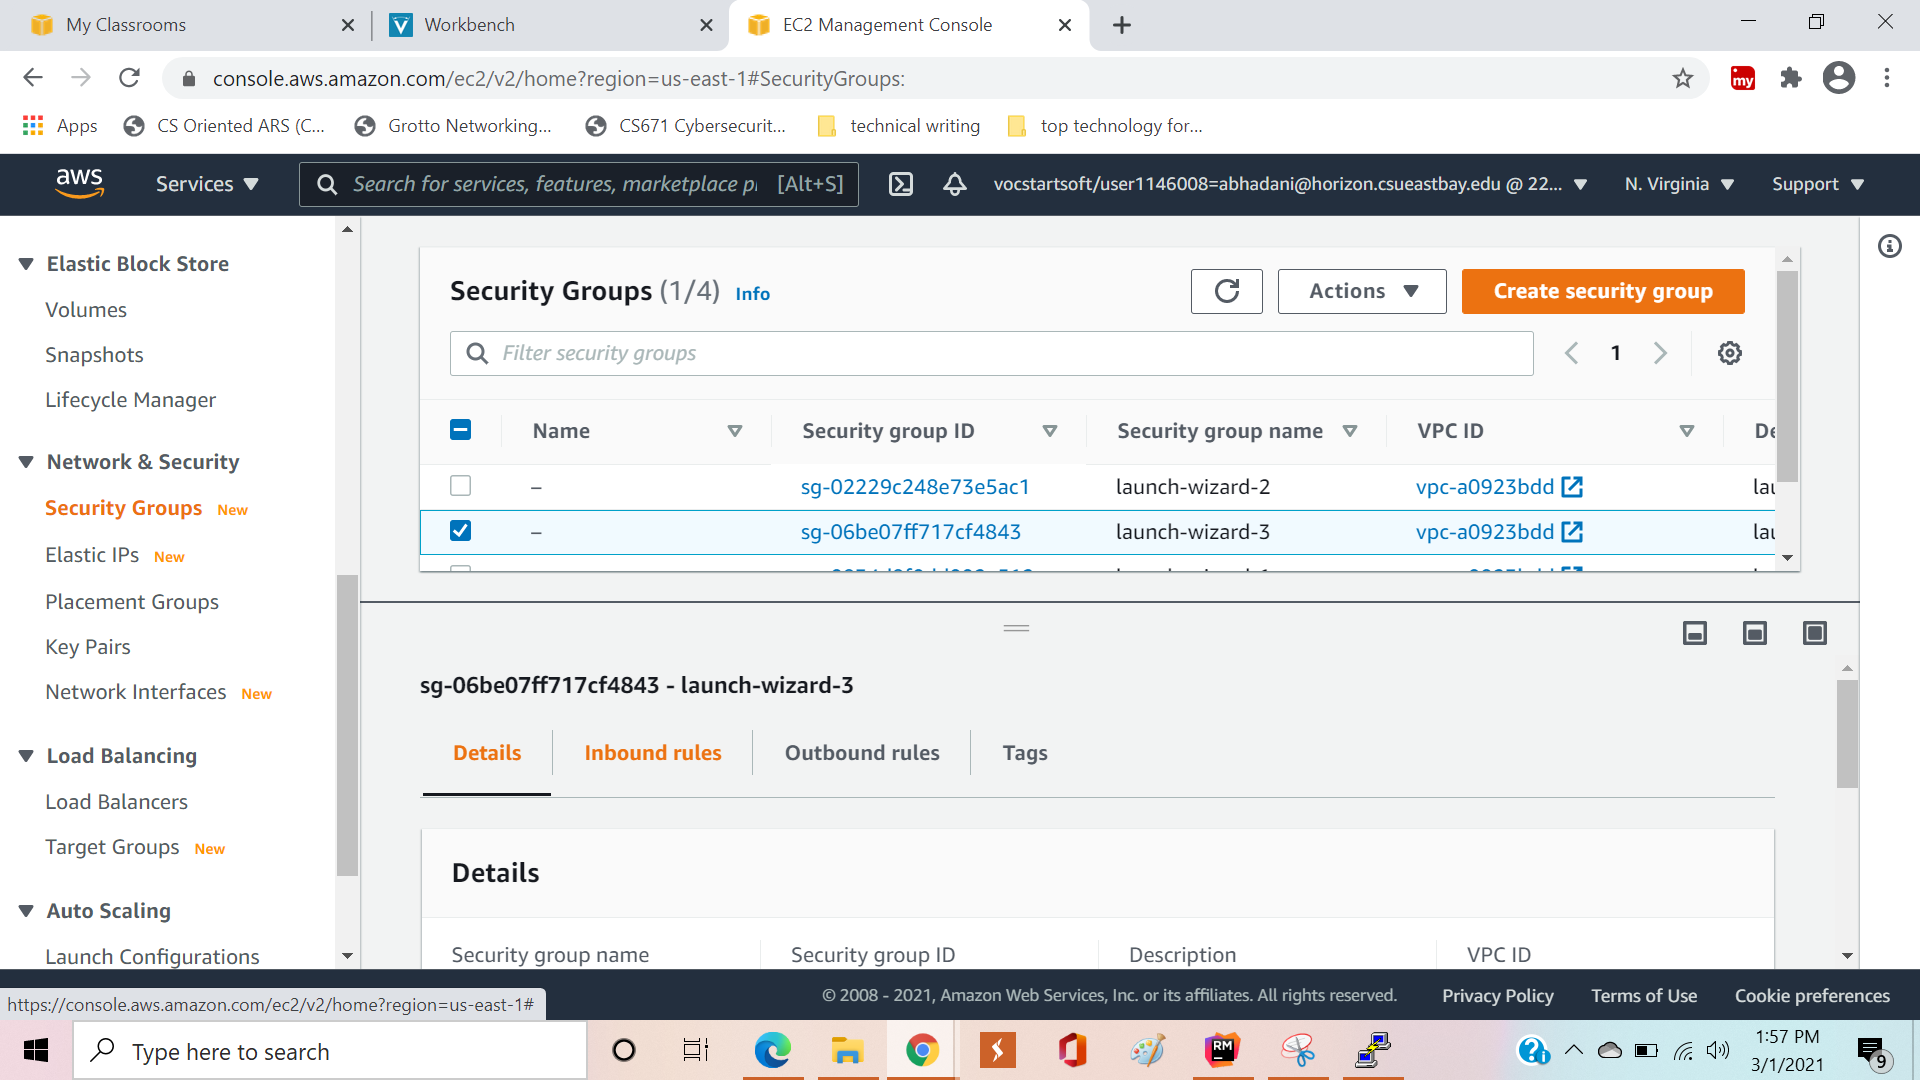 My Classrooms
Workbench
EC2 Management Console
console.aws.amazon.com/ec2/v2/home?region=us-east-1#SecurityGroups:
my
Apps
CS Oriented ARS (C...
Grotto Networking...
CS671 Cybersecurit...
technical writing
top technology for...
aws
Services
Search for services, features, marketplace p
[Alt+S]
vocstartsoft/user1146008=abhadani@horizon.csueastbay.edu @ 22...
N. Virginia
Support
Elastic Block Store
Volumes
Snapshots
Lifecycle Manager
Network & Security
Security Groups New
Elastic IPs New
Placement Groups
Key Pairs
Network Interfaces New
Load Balancing
Load Balancers
Target Groups New
Auto Scaling
Launch Configurations
Security Groups (1/4) Info
Actions
Create security group
Filter security groups
1
Name
Security group ID
Security group name
VPC ID
De
– sg-02229c248e73e5ac1 launch-wizard-2 vpc-a0923bdd lau
– sg-06be07ff717cf4843 launch-wizard-3 vpc-a0923bdd lau
sg-06be07ff717cf4843 - launch-wizard-3
Details
Inbound rules
Outbound rules
Tags
Details
Security group name
Security group ID
Description
VPC ID
https://console.aws.amazon.com/ec2/v2/home?region=us-east-1#
© 2008 - 2021, Amazon Web Services, Inc. or its affiliates. All rights reserved.
Privacy Policy
Terms of Use
Cookie preferences
Type here to search
RM
1:57 PM
3/1/2021
9